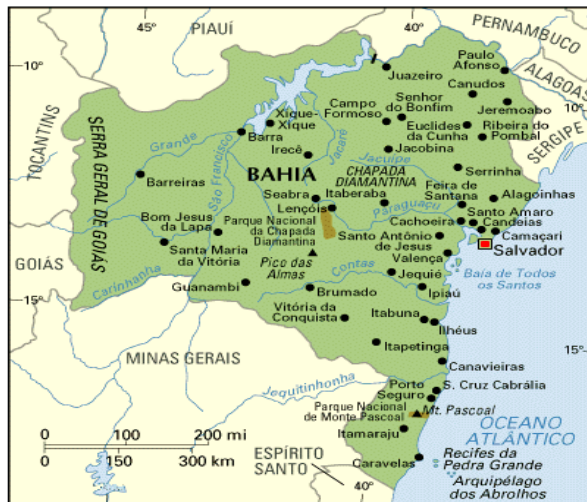 45°
40°
PIAUÍ
PERNAMBUCO
10°
Paulo
Afonso
ALAGOAS
Juazeiro
Canudos
10°
Campo
Formoso
Senhor
do Bonfim
Jeremoabo
Xique-
Xique
Euclides
da Cunha
Ribeira do
Pombal
SERGIPE
TOCANTINS
SERRA GERAL DE GOIÁS
Grande
Barra
Irecê
Jacaré
Jacobina
Jacuípe
Serrinha
BAHIA
CHAPADA
DIAMANTINA
Barreiras
São Francisco
Seabra
Itaberaba
Feira de
Santana
Alagoinhas
Lençóis
Paraguaçu
Santo Amaro
Bom Jesus
da Lapa
Parque Nacional
da Chapada
Diamantina
Cachoeira
Candeias
Camaçari
Santo Antônio
de Jesus
Salvador
GOIÁS
Santa Maria
da Vitória
Pico das
Almas
Valença
Baía de Todos
os Santos
Carinhanha
Guanambi
Contas
Jequié
15°
Brumado
Ipiaú
Vitória da
Conquista
Itabuna
Ilhéus
15°
MINAS GERAIS
Itapetinga
Canavieiras
Jequitinhonha
Porto
Seguro
S. Cruz Cabrália
Parque Nacional
de Monte Pascoal
Mt. Pascoal
OCEANO
ATLÂNTICO
0 100 200 mi
0 150 300 km
Itamaraju
ESPÍRITO
SANTO
40°
Caravelas
Recifes da
Pedra Grande
Arquipélago
dos Abrolhos